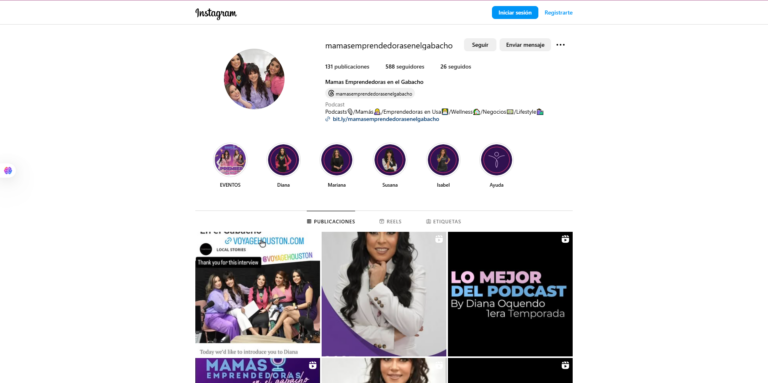 Instagram
Iniciar sesión
Registrarte
mamasemprendedorasenelgabacho
Seguir
Enviar mensaje
131 publicaciones
588 seguidores
26 seguidos
Mamas Emprendedoras en el Gabacho
mamasemprendedorasenelgabacho
Podcast
Podcasts🎙/Mamás🤱/Emprendedoras en Usa/Wellness/Negocios/Lifestyle
bit.ly/mamasemprendedorasenelgabacho
EVENTOS
Diana
Mariana
Susana
Isabel
Ayuda
PUBLICACIONES
REELS
ETIQUETAS
VOYAGEHOUSTON.COM
LOCAL STORIES
@VOYAGEHOUSTON
Thank you for this interview
Today we'd like to introduce you to Diana
LO MEJOR
DEL PODCAST
By Diana Oquendo
1era Temporada
MAMÁS
EMPRENDEDORAS
en el gabacho